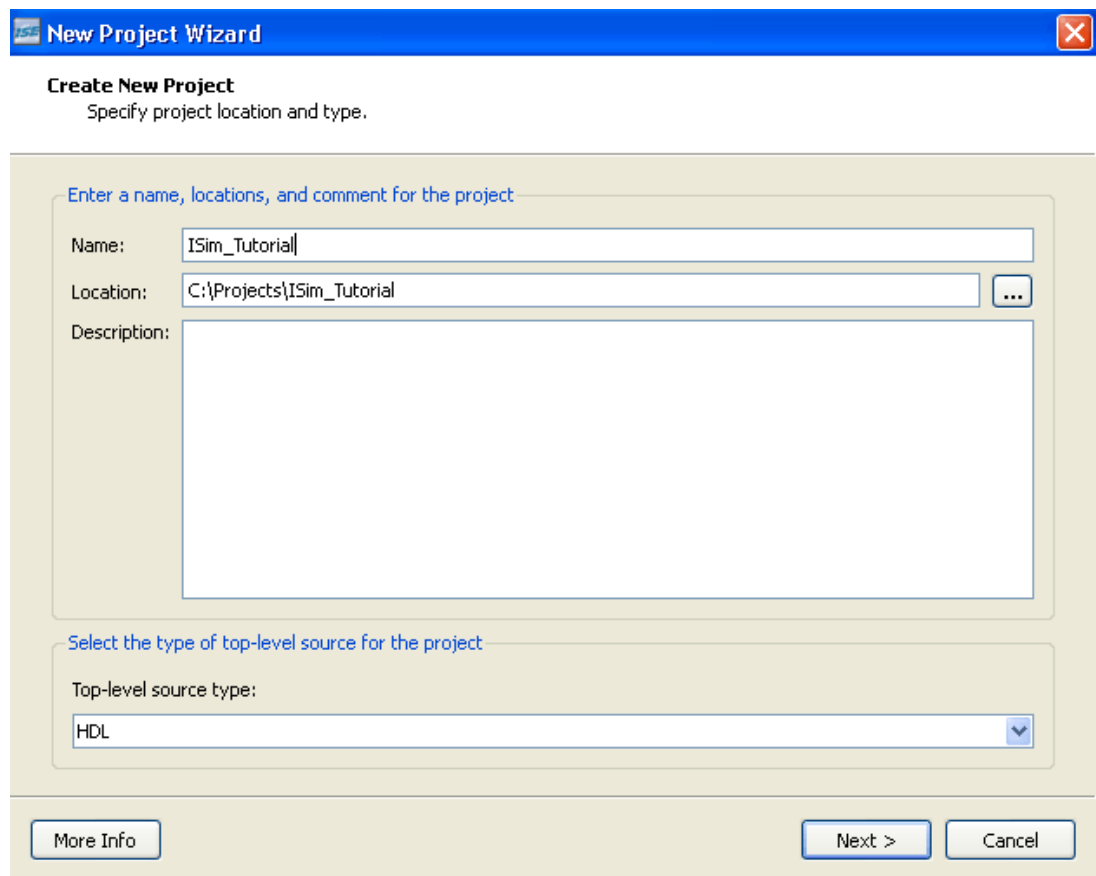 ISE New Project Wizard
Create New Project
Specify project location and type.
Enter a name, locations, and comment for the project
Name: ISim_Tutorial
Location: C:\Projects\ISim_Tutorial ...
Description:
Select the type of top-level source for the project
Top-level source type:
HDL
More Info Next > Cancel